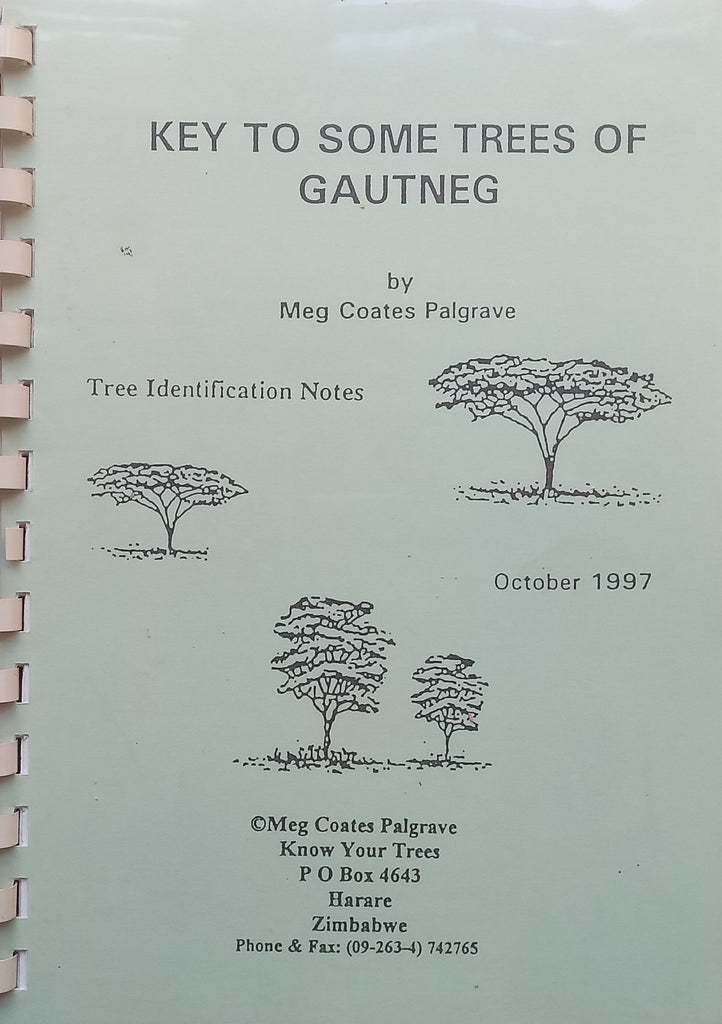 KEY TO SOME TREES OF
GAUTNEG
by
Meg Coates Palgrave
Tree Identification Notes
October 1997
©Meg Coates Palgrave
Know Your Trees
P O Box 4643
Harare
Zimbabwe
Phone & Fax: (09-263-4) 742765